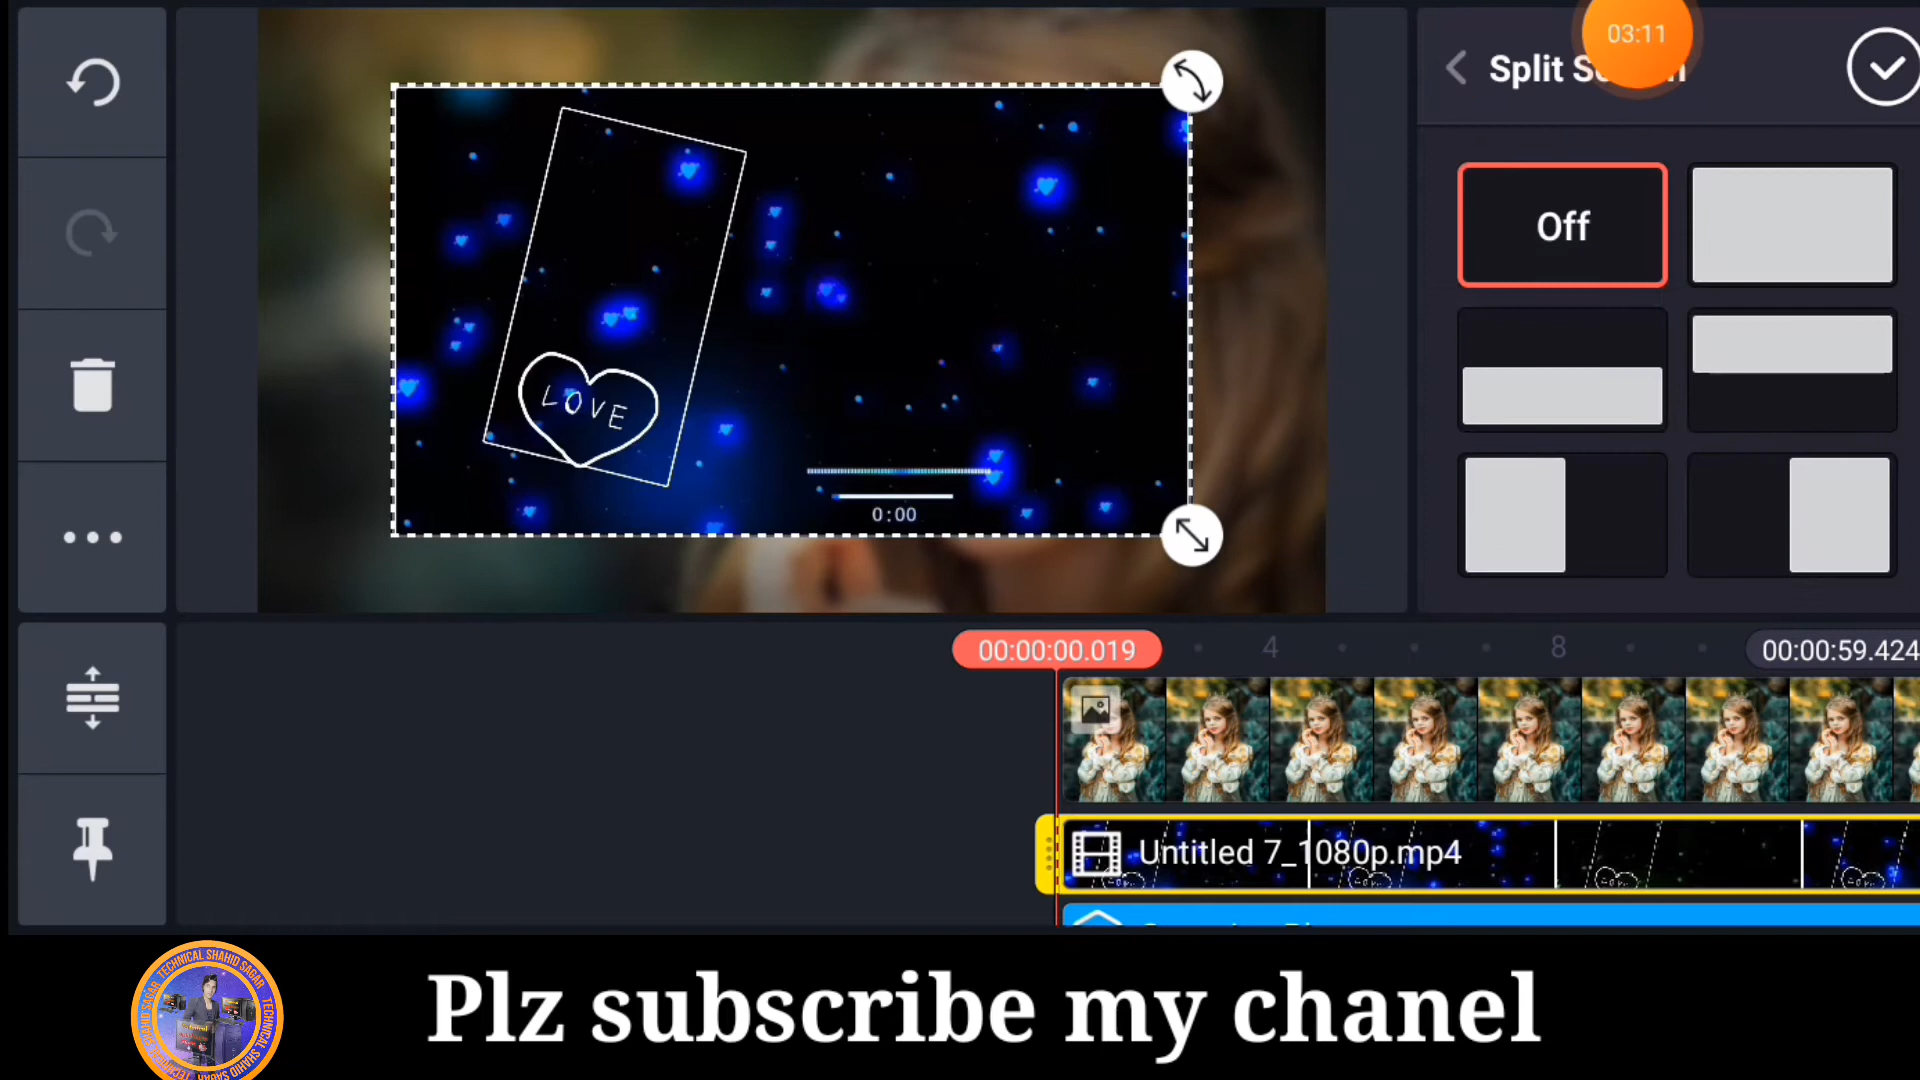 03:11
Split S
Off
LOVE
0:00
00:00:00.019
4
8
00:00:59.424
Untitled 7_1080p.mp4
TECHNICAL SHAHID SAGAR
Plz subscribe my chanel